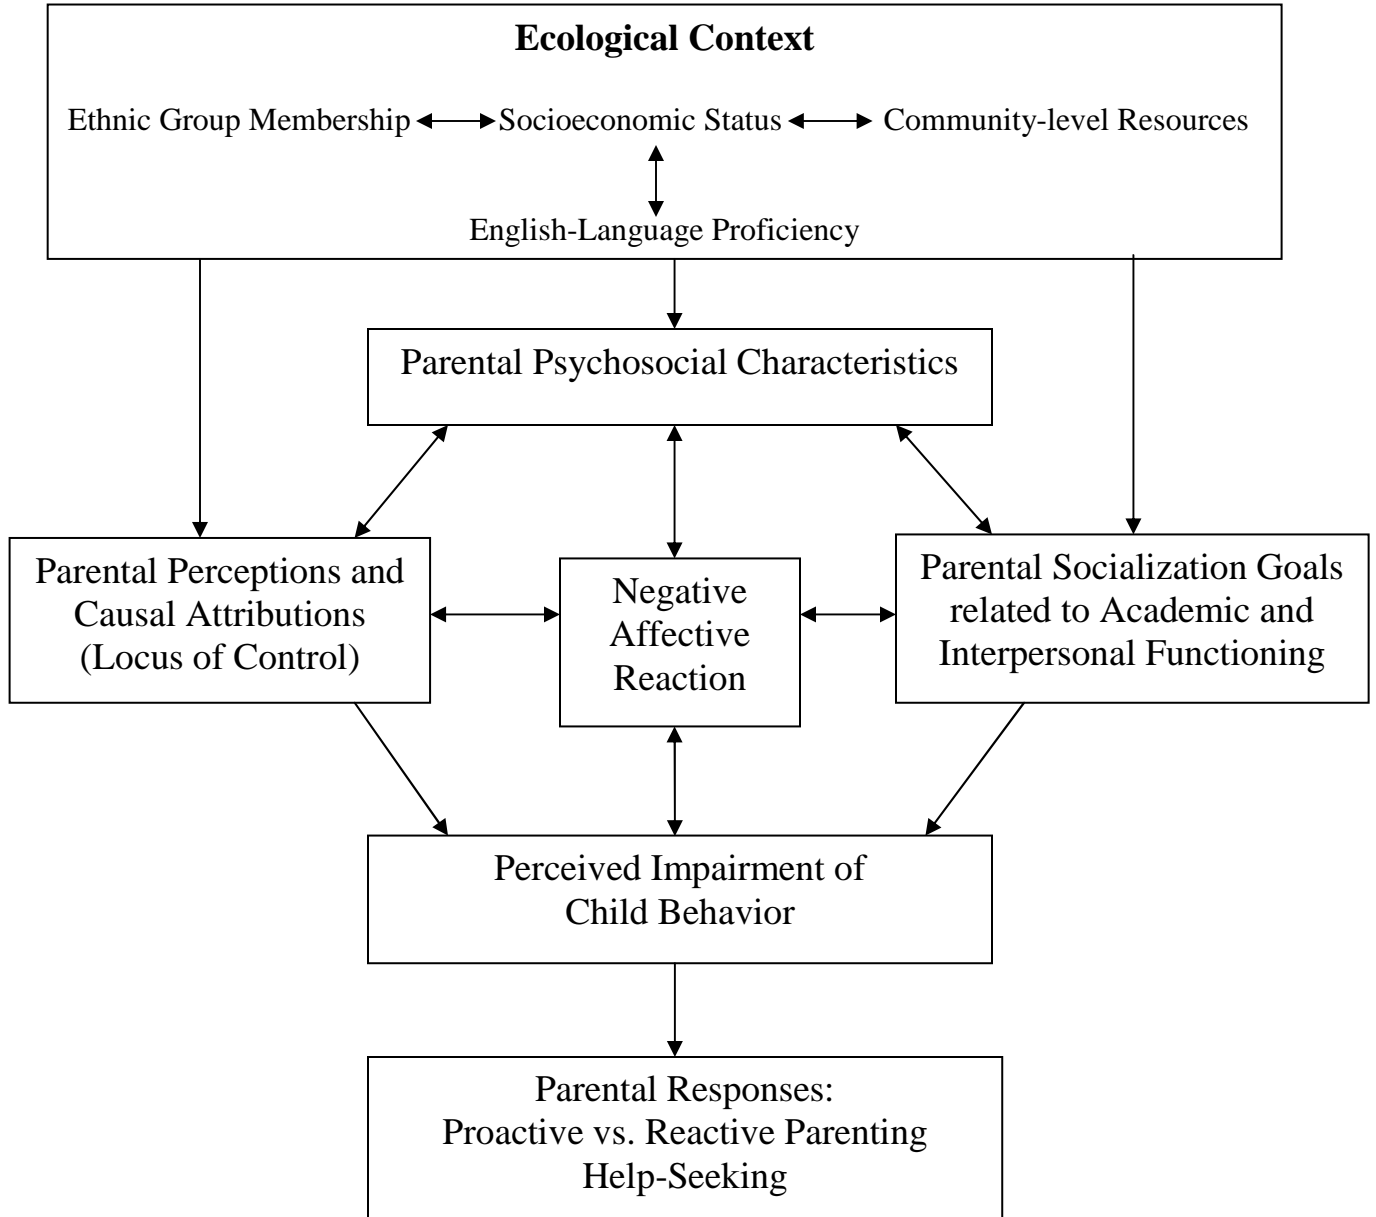 Ecological Context
Ethnic Group Membership Socioeconomic Status Community-level Resources
English-Language Proficiency
Parental Psychosocial Characteristics
Parental Perceptions and
Causal Attributions
(Locus of Control)
Negative
Affective
Reaction
Parental Socialization Goals
related to Academic and
Interpersonal Functioning
Perceived Impairment of
Child Behavior
Parental Responses:
Proactive vs. Reactive Parenting
Help-Seeking